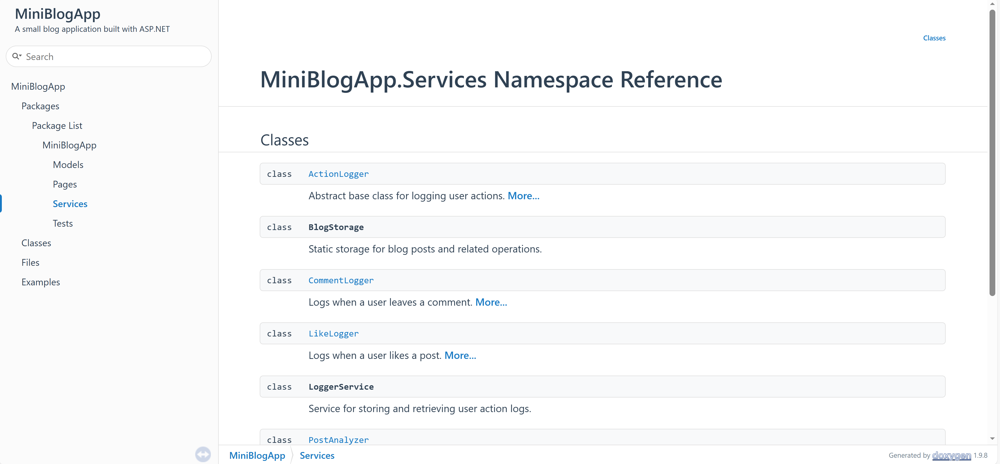 MiniBlogApp
A small blog application built with ASP.NET
Search
MiniBlogApp
Packages
Package List
MiniBlogApp
Models
Pages
Services
Tests
Classes
Files
Examples
Classes
MiniBlogApp.Services Namespace Reference
Classes
class ActionLogger
Abstract base class for logging user actions. More...
class BlogStorage
Static storage for blog posts and related operations.
class CommentLogger
Logs when a user leaves a comment. More...
class LikeLogger
Logs when a user likes a post. More...
class LoggerService
Service for storing and retrieving user action logs.
class PostAnalyzer
MiniBlogApp Services
Generated by doxygen 1.9.8